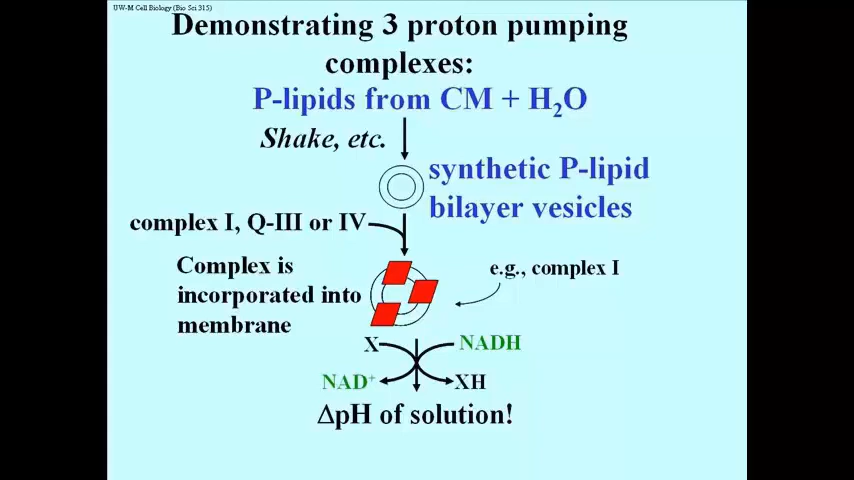 UW-M Cell Biology (Bio Sci 315)
Demonstrating 3 proton pumping
complexes:
P-lipids from CM + H₂O
Shake, etc.
synthetic P-lipid
bilayer vesicles
complex I, Q-III or IV
Complex is
incorporated into
membrane
e.g., complex I
X NADH
NAD⁺ XH
ΔpH of solution!